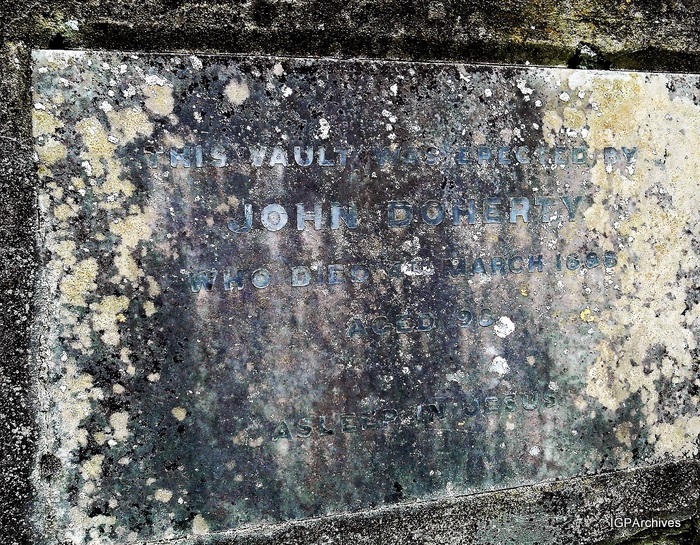 THIS VAULT WAS ERECTED BY
JOHN DOHERTY
WHO DIED MARCH
AGED
ASLEEP IN JESUS
IGPArchives